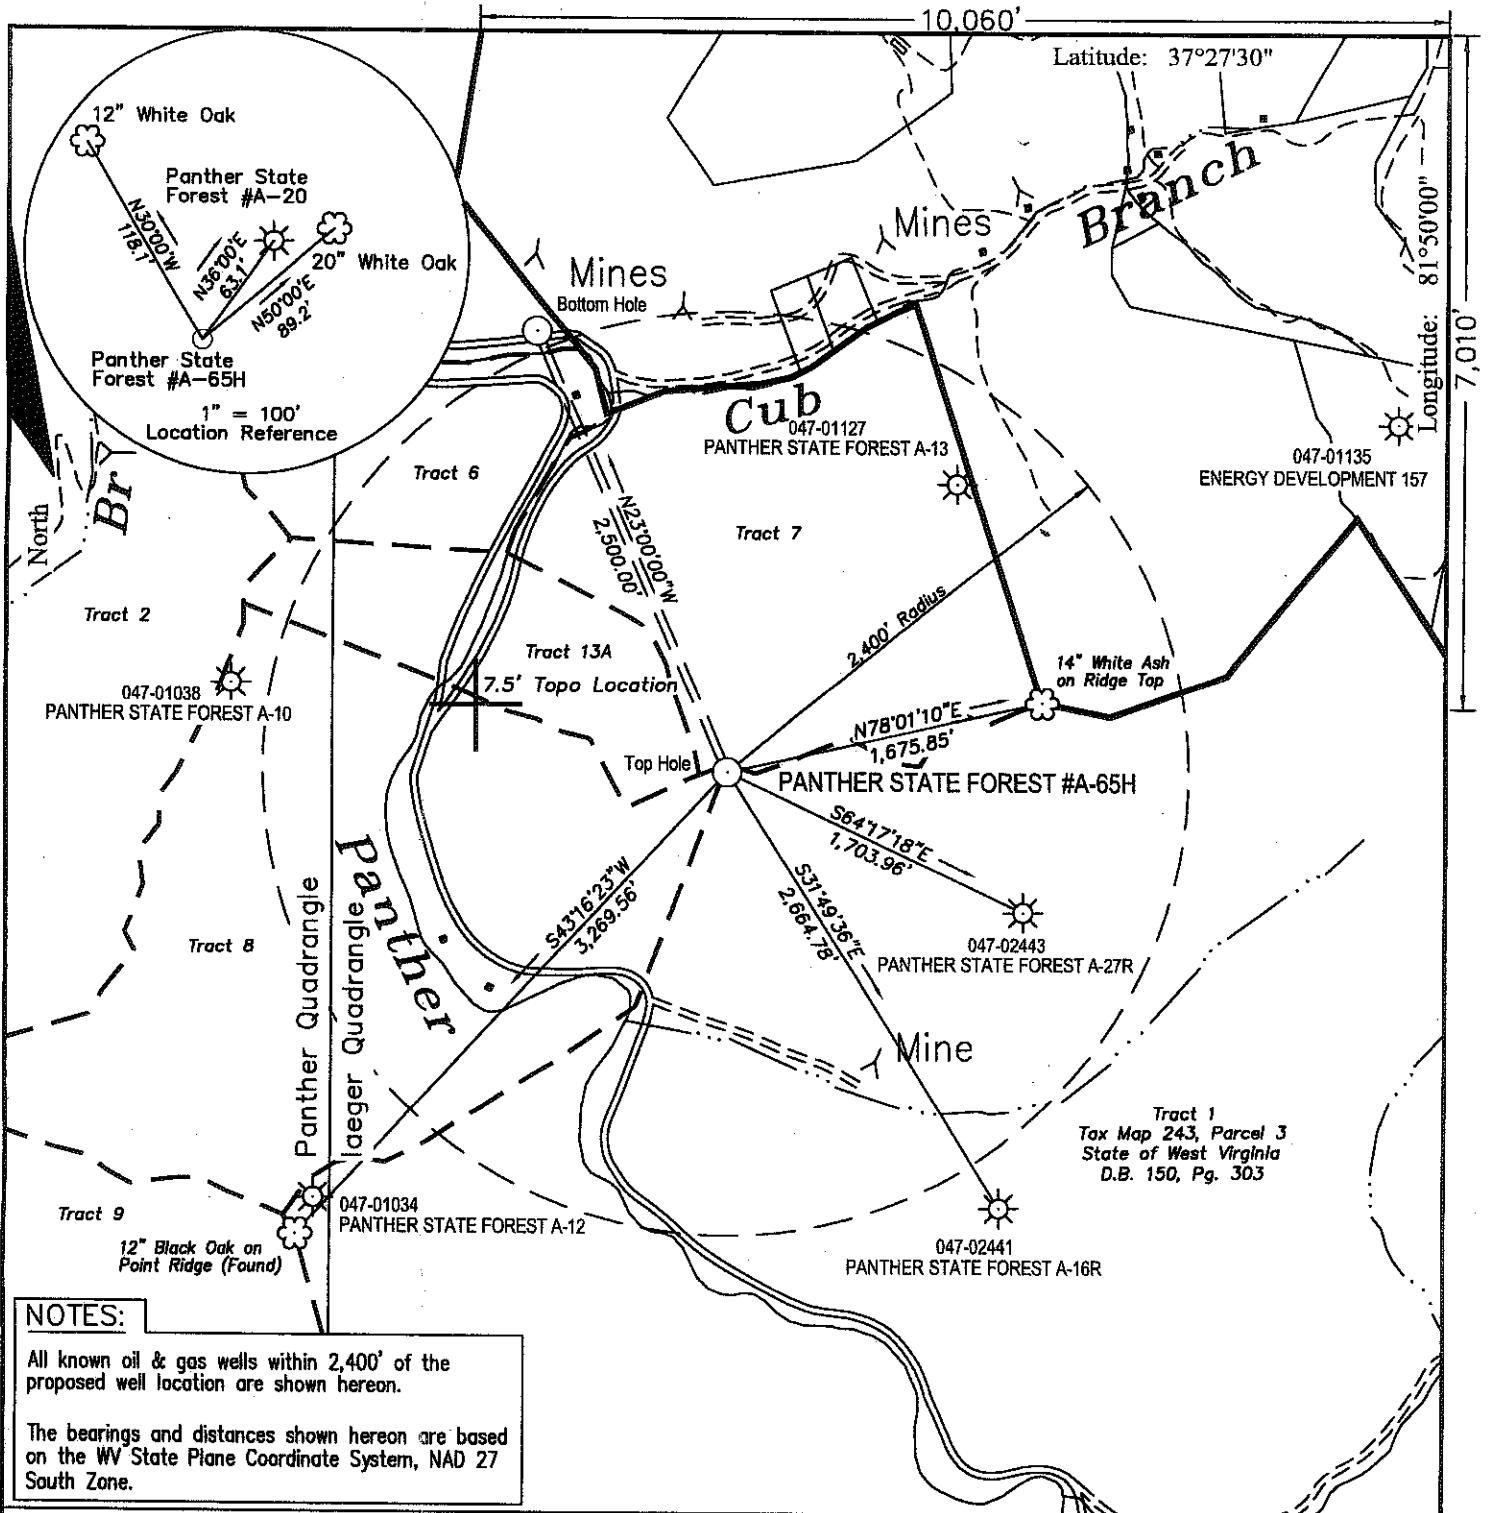 10,060'
Latitude: 37°27'30"
Longitude: 81°50'00"
7,010'
12" White Oak
Panther State
Forest #A-20
N30°00'W
118.1'
N36°00'E
63.1'
20" White Oak
N50°00'E
89.2'
Panther State
Forest #A-65H
1" = 100'
Location Reference
Mines
Bottom Hole
Mines
Branch
Cub
047-01127
PANTHER STATE FOREST A-13
047-01135
ENERGY DEVELOPMENT 157
Br
North
Tract 6
Tract 7
N23°00'00"W
2,500.00'
Tract 2
2,400' Radius
Tract 13A
7.5' Topo Location
14" White Ash
on Ridge Top
047-01038
PANTHER STATE FOREST A-10
N78°01'10"E
1,675.85'
Top Hole
PANTHER STATE FOREST #A-65H
S64°17'18"E
1,703.96'
S31°49'36"E
2,664.78'
S43°16'23"W
3,269.56'
Panther
Panther Quadrangle
Iaeger Quadrangle
Tract 8
047-02443
PANTHER STATE FOREST A-27R
Mine
Tract 1
Tax Map 243, Parcel 3
State of West Virginia
D.B. 150, Pg. 303
Tract 9
047-01034
PANTHER STATE FOREST A-12
12" Black Oak on
Point Ridge (Found)
047-02441
PANTHER STATE FOREST A-16R
NOTES:
All known oil & gas wells within 2,400' of the
proposed well location are shown hereon.
The bearings and distances shown hereon are based
on the WV State Plane Coordinate System, NAD 27
South Zone.